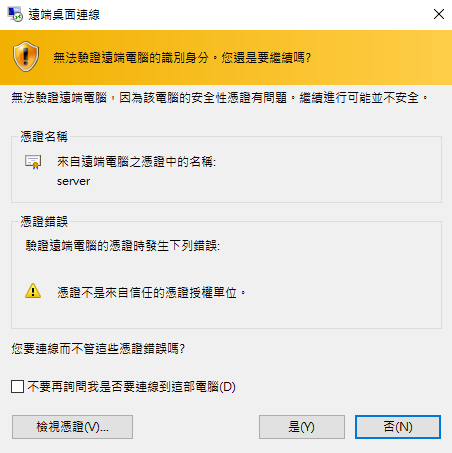 遠端桌面連線
無法驗證遠端電腦的識別身分。您還是要繼續嗎?
無法驗證遠端電腦，因為該電腦的安全性憑證有問題。繼續進行可能並不安全。
憑證名稱
來自遠端電腦之憑證中的名稱:
server
憑證錯誤
驗證遠端電腦的憑證時發生下列錯誤:
憑證不是來自信任的憑證授權單位。
您要連線而不管這些憑證錯誤嗎?
不要再詢問我是否要連線到這部電腦(D)
檢視憑證(V)... 是(Y) 否(N)